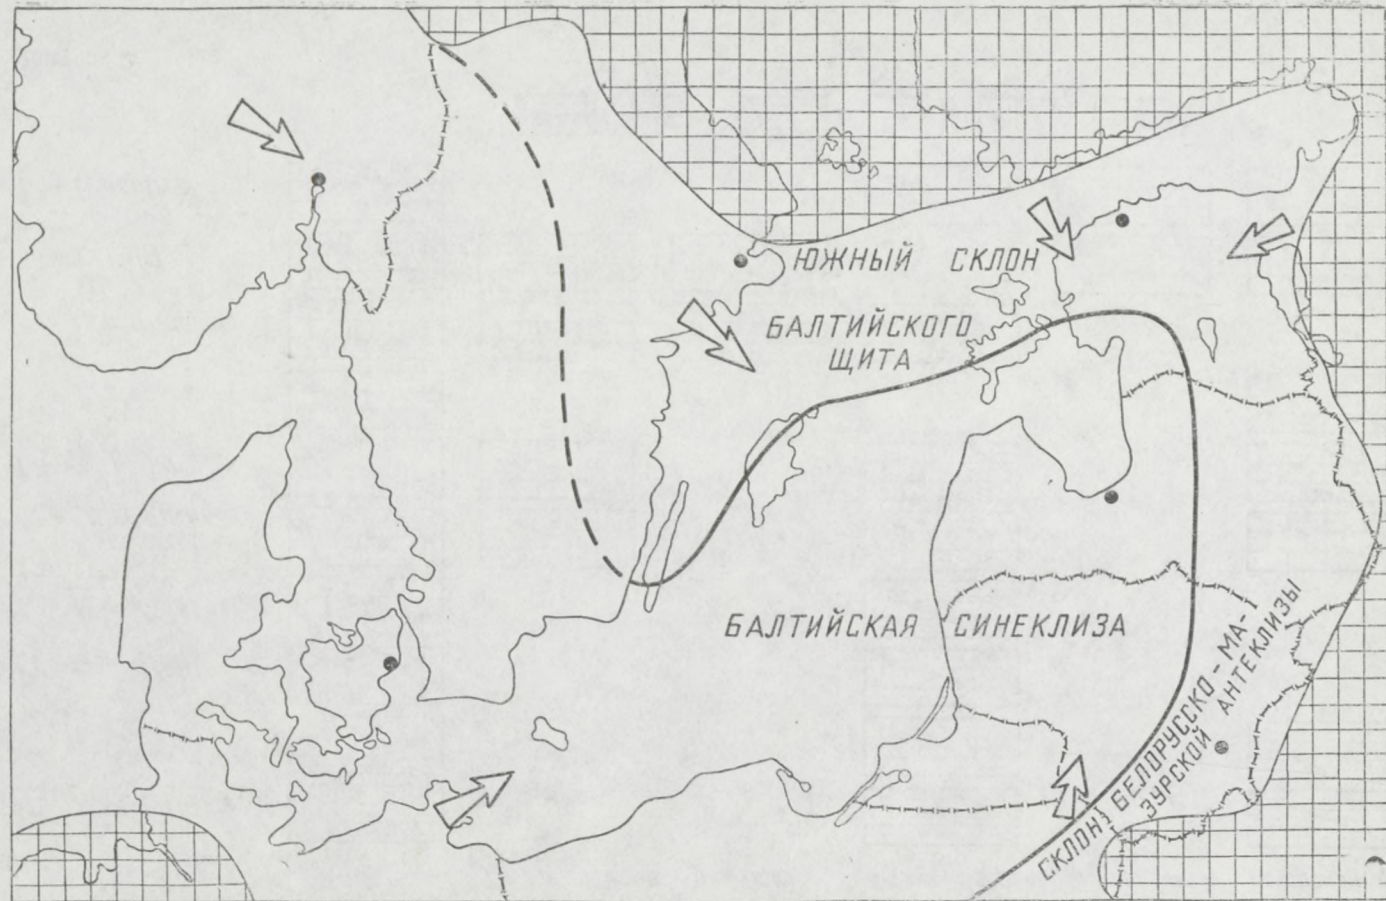 ЮЖНЫЙ СКЛОН
БАЛТИЙСКОГО
ЩИТА
БАЛТИЙСКАЯ СИНЕКЛИЗА
СКЛОН БЕЛОРУССКО-МА-
ЗУРСКОЙ АНТЕКЛИЗЫ